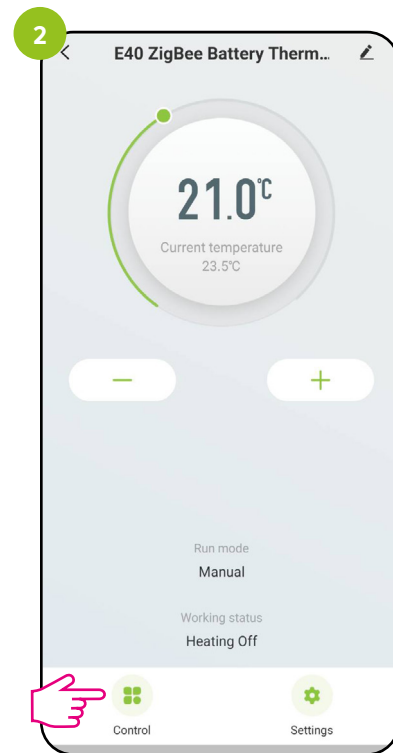 2
E40 ZigBee Battery Therm...
21.0°C
Current temperature
23.5°C
Run mode
Manual
Working status
Heating Off
Control
Settings